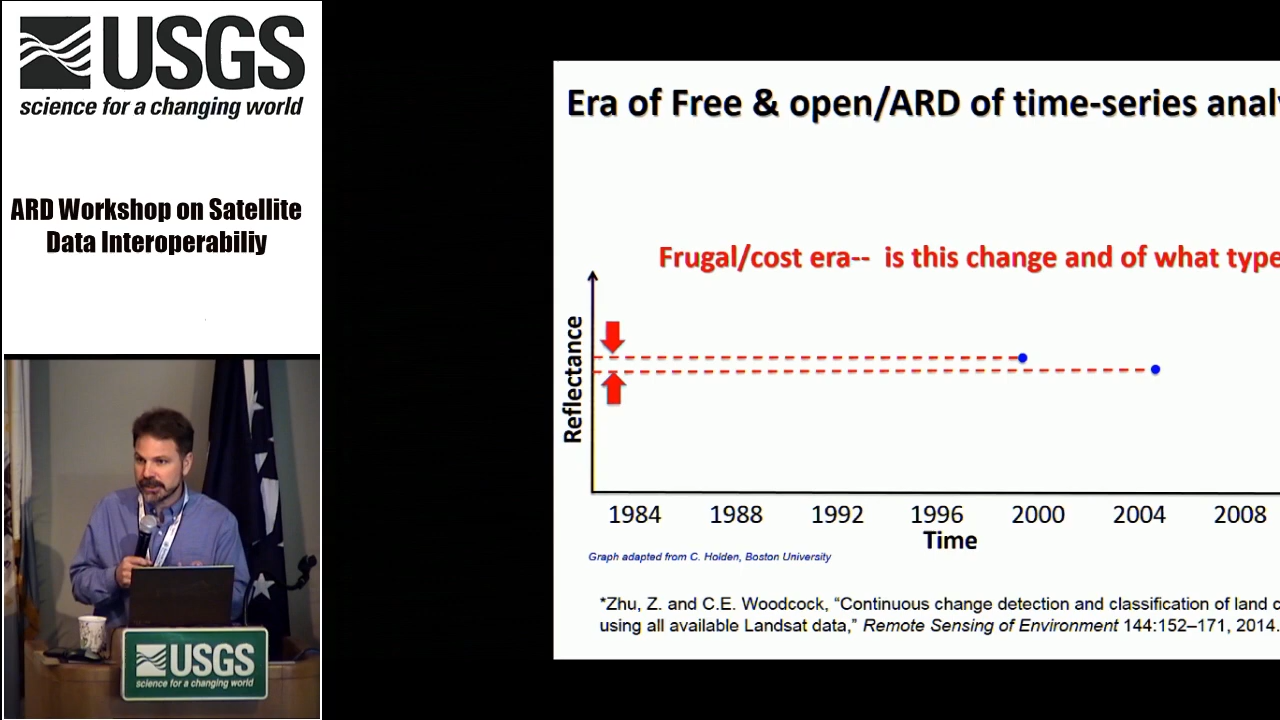 USGS
science for a changing world
ARD Workshop on Satellite
Data Interoperabiliy
USGS
science for a changing world
Era of Free & open/ARD of time-series anal
Frugal/cost era-- is this change and of what type
Reflectance
1984 1988 1992 1996 2000 2004 2008
Time
Graph adapted from C. Holden, Boston University
*Zhu, Z. and C.E. Woodcock, “Continuous change detection and classification of land c
using all available Landsat data,” Remote Sensing of Environment 144:152–171, 2014.